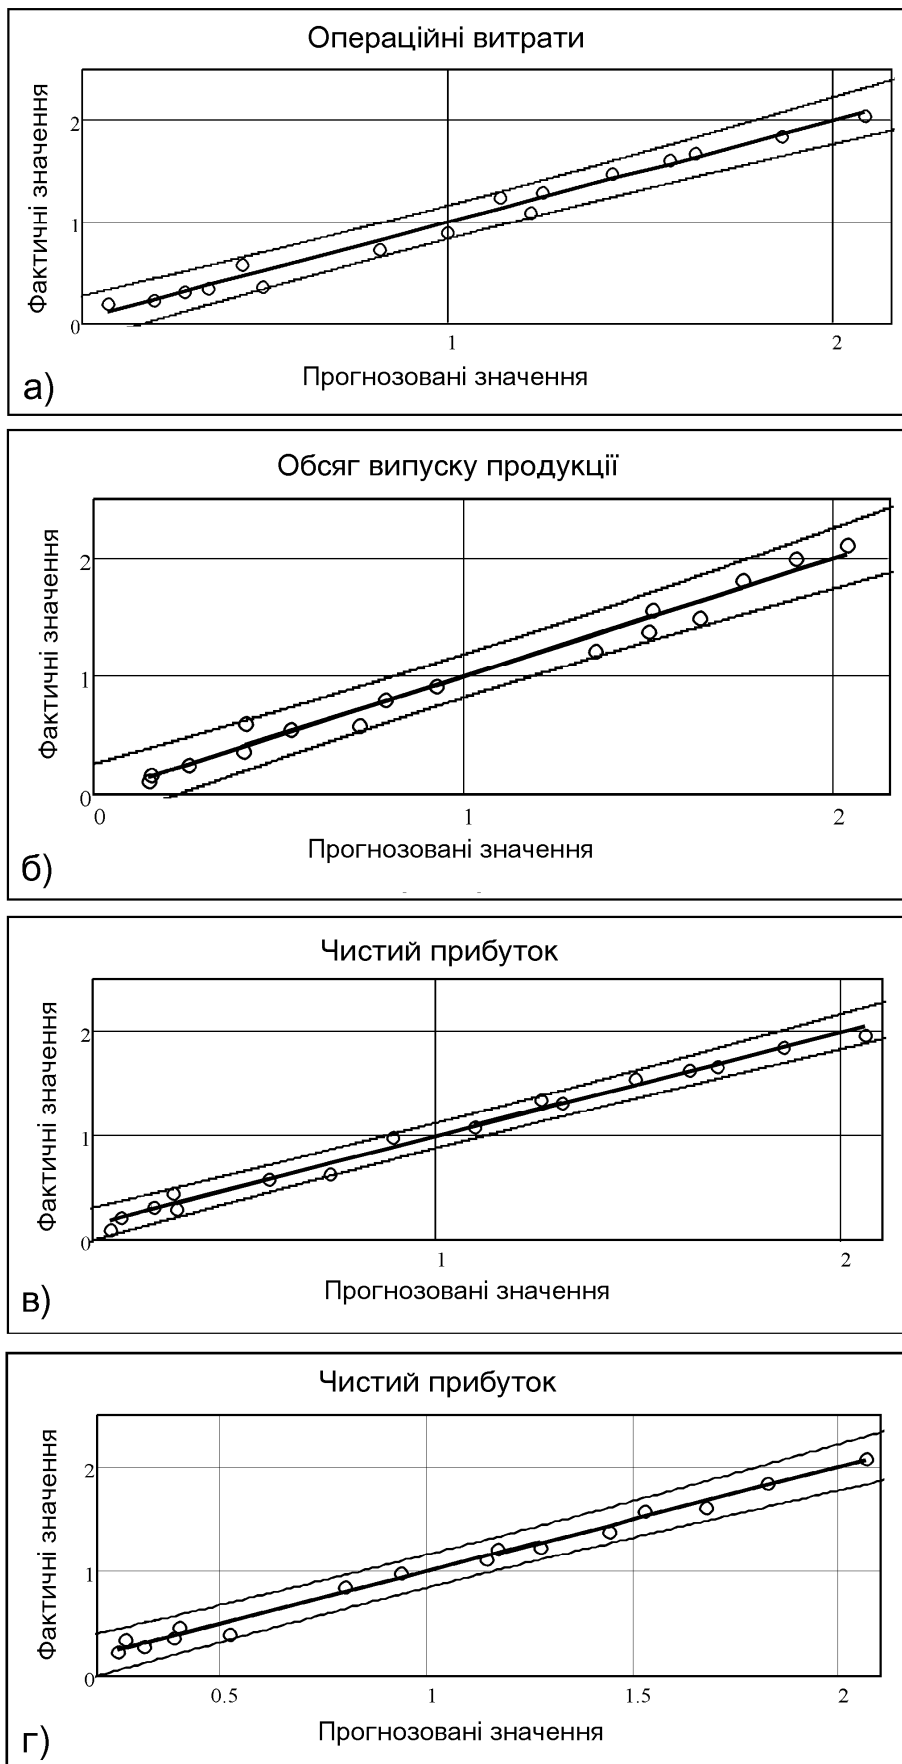 Операційні витрати
Фактичні значення
2
1
0
1
2
Прогнозовані значення
а)
Обсяг випуску продукції
Фактичні значення
2
1
0
0
1
2
Прогнозовані значення
б)
Чистий прибуток
Фактичні значення
2
1
0
1
2
Прогнозовані значення
в)
Чистий прибуток
Фактичні значення
2
1
0
0.5
1
1.5
2
Прогнозовані значення
г)